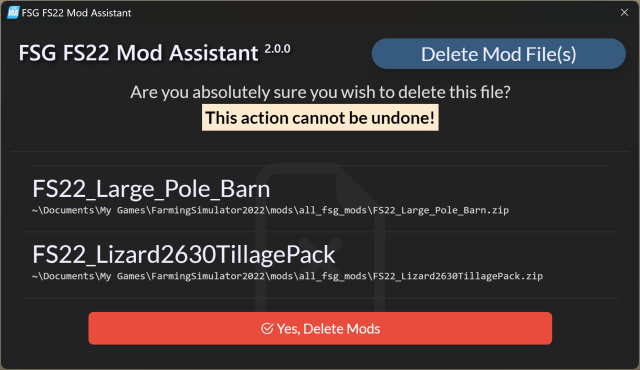 FSG FS22 Mod Assistant
FSG FS22 Mod Assistant 2.0.0
Delete Mod File(s)
Are you absolutely sure you wish to delete this file?
This action cannot be undone!
FS22_Large_Pole_Barn
~\Documents\My Games\FarmingSimulator2022\mods\all_fsg_mods\FS22_Large_Pole_Barn.zip
FS22_Lizard2630TillagePack
~\Documents\My Games\FarmingSimulator2022\mods\all_fsg_mods\FS22_Lizard2630TillagePack.zip
Yes, Delete Mods